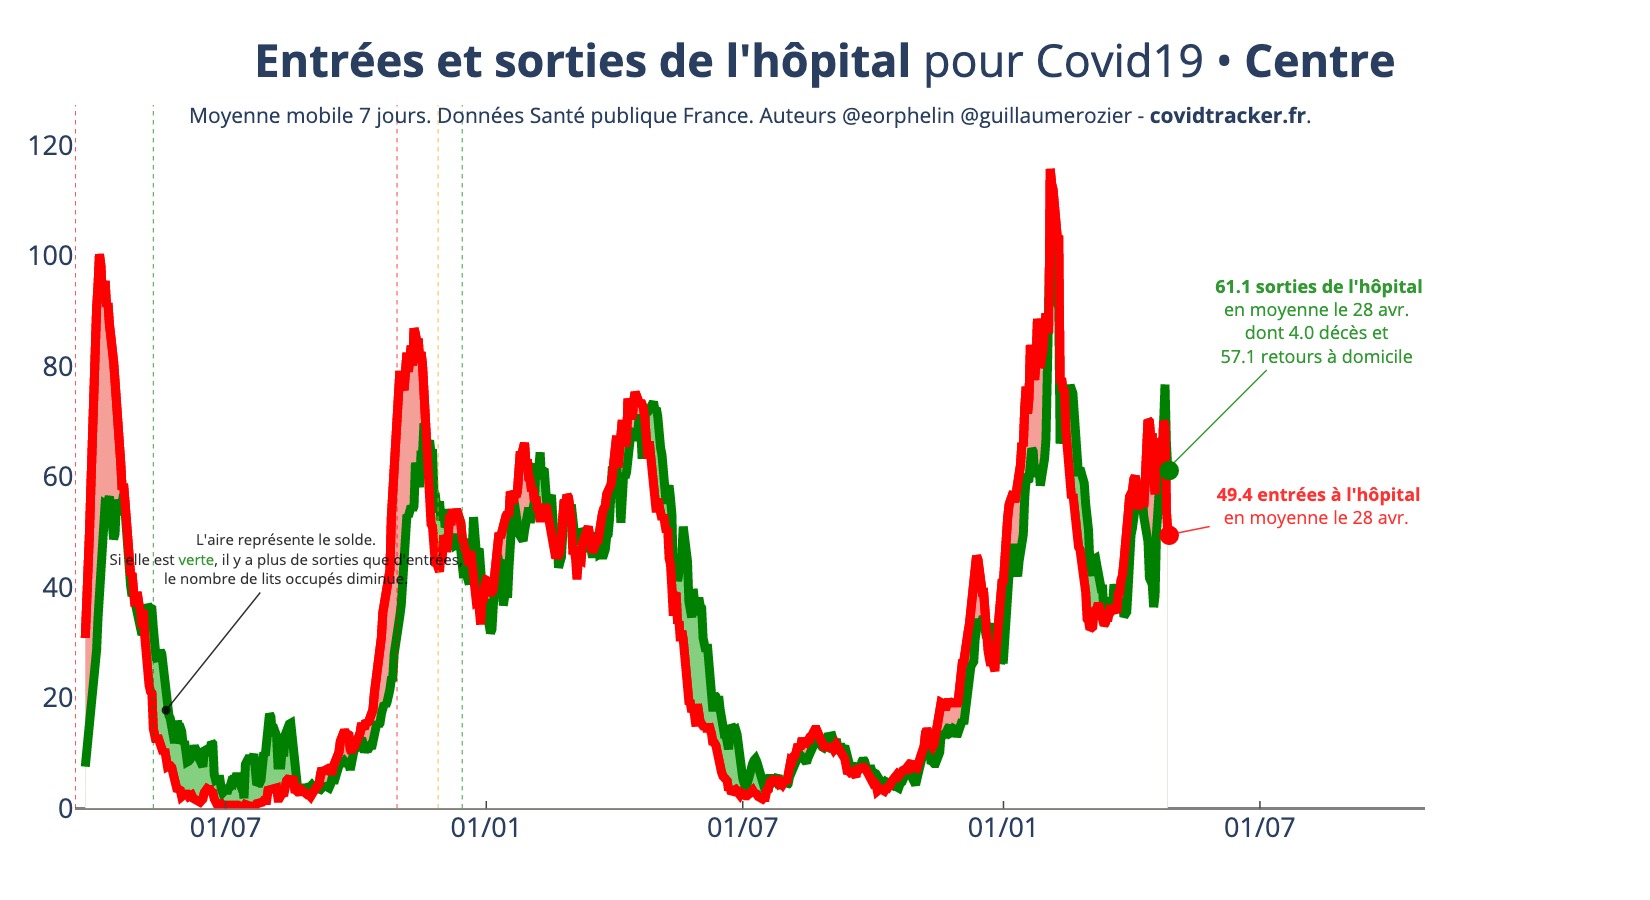 Entrées et sorties de l'hôpital pour Covid19 • Centre
Moyenne mobile 7 jours. Données Santé publique France. Auteurs @eorphelin @guillaumerozier - covidtracker.fr.
120
100
80
60
40
20
0
61.1 sorties de l'hôpital
en moyenne le 28 avr.
dont 4.0 décès et
57.1 retours à domicile
49.4 entrées à l'hôpital
en moyenne le 28 avr.
L'aire représente le solde.
Si elle est verte, il y a plus de sorties que d'entrées,
le nombre de lits occupés diminue.
01/07
01/01
01/07
01/01
01/07